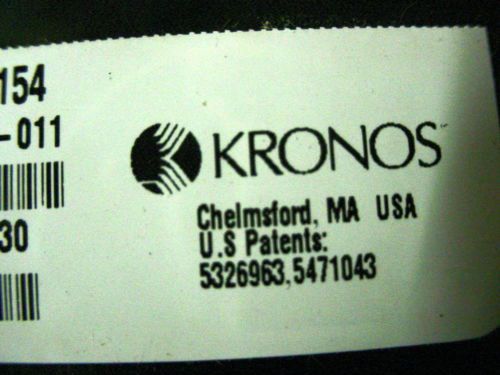 154
-011
30
KRONOS
Chelmsford, MA USA
U.S Patents:
5326963,5471043